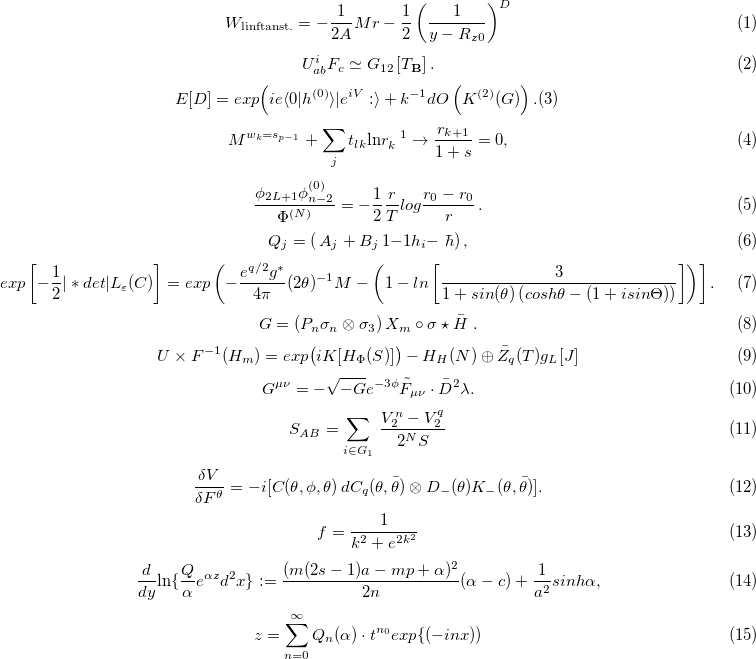 W_{linftanst.} = -\frac{1}{2A} Mr - \frac{1}{2} \left( \frac{1}{y - R_{z0}} \right)^D (1)
U^i_{ab} F_c \simeq G_{12} [T_{\mathbf{B}}] . (2)
E[D] = exp\Big( ie\langle 0|h^{(0)}\rangle|e^{iV} :\rangle + k^{-1}dO \left( K^{(2)}(G) \right) .(3)
M^{w_k=s_{p-1}} + \sum_j t_{lk} \ln r_k{}^1 \to \frac{r_{k+1}}{1+s} = 0, (4)
\frac{\phi_{2L+1}\phi^{(0)}_{n-2}}{\Phi^{(N)}} = -\frac{1}{2}\frac{r}{T} log \frac{r_0 - r_0}{r} . (5)
Q_j = ( A_j + B_j 1 - 1h_i - \bar{h} ) , (6)
exp\left[ -\frac{1}{2} | * det|L_\varepsilon(C) \right] = exp\left( -\frac{e^{q/2}g^*}{4\pi} (2\theta)^{-1} M - \left( 1 - ln\left[ \frac{3}{1 + sin(\theta)(cosh\theta - (1 + isin\Theta))} \right] \right) \right] . (7)
G = (P_n\sigma_n \otimes \sigma_3) X_m \circ \sigma \star \bar{H} . (8)
U \times F^{-1}(H_m) = exp\big( iK[H_\Phi(S)] \big) - H_H(N) \oplus \bar{Z}_q(T) g_L[J] (9)
G^{\mu\nu} = -\sqrt{-G} e^{-3\phi} \tilde{F}_{\mu\nu} \cdot \bar{D}^2 \lambda. (10)
S_{AB} = \sum_{i \in G_1} \frac{V_2^n - V_2^q}{2^N S} (11)
\frac{\delta V}{\delta F^\theta} = -i[C(\theta, \phi, \theta) \, dC_q(\theta, \bar{\theta}) \otimes D_-(\theta) K_-(\theta, \bar{\theta})]. (12)
f = \frac{1}{k^2 + e^{2k^2}} (13)
\frac{d}{dy} \ln\{ \frac{Q}{\alpha} e^{\alpha z} d^2 x \} := \frac{(m(2s-1)a - mp + \alpha)^2}{2n} (\alpha - c) + \frac{1}{a^2} sinh\alpha, (14)
z = \sum_{n=0}^{\infty} Q_n(\alpha) \cdot t^{n_0} exp\{(-inx)) (15)